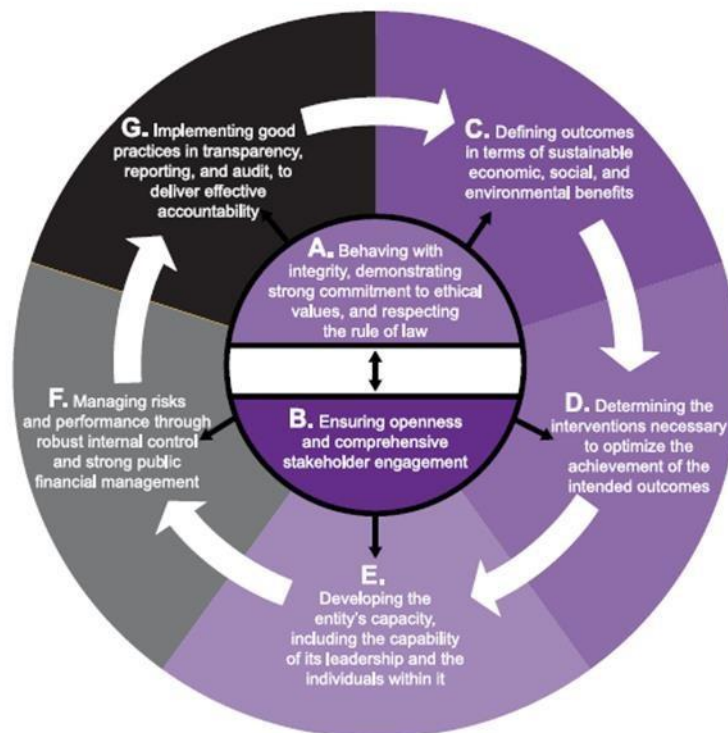 G. Implementing good
practices in transparency,
reporting, and audit, to
deliver effective
accountability
C. Defining outcomes
in terms of sustainable
economic, social, and
environmental benefits
A. Behaving with
integrity, demonstrating
strong commitment to ethical
values, and respecting
the rule of law
B. Ensuring openness
and comprehensive
stakeholder engagement
F. Managing risks
and performance through
robust internal control
and strong public
financial management
D. Determining the
interventions necessary
to optimize the
achievement of the
intended outcomes
E.
Developing the
entity's capacity,
including the capability
of its leadership and the
individuals within it